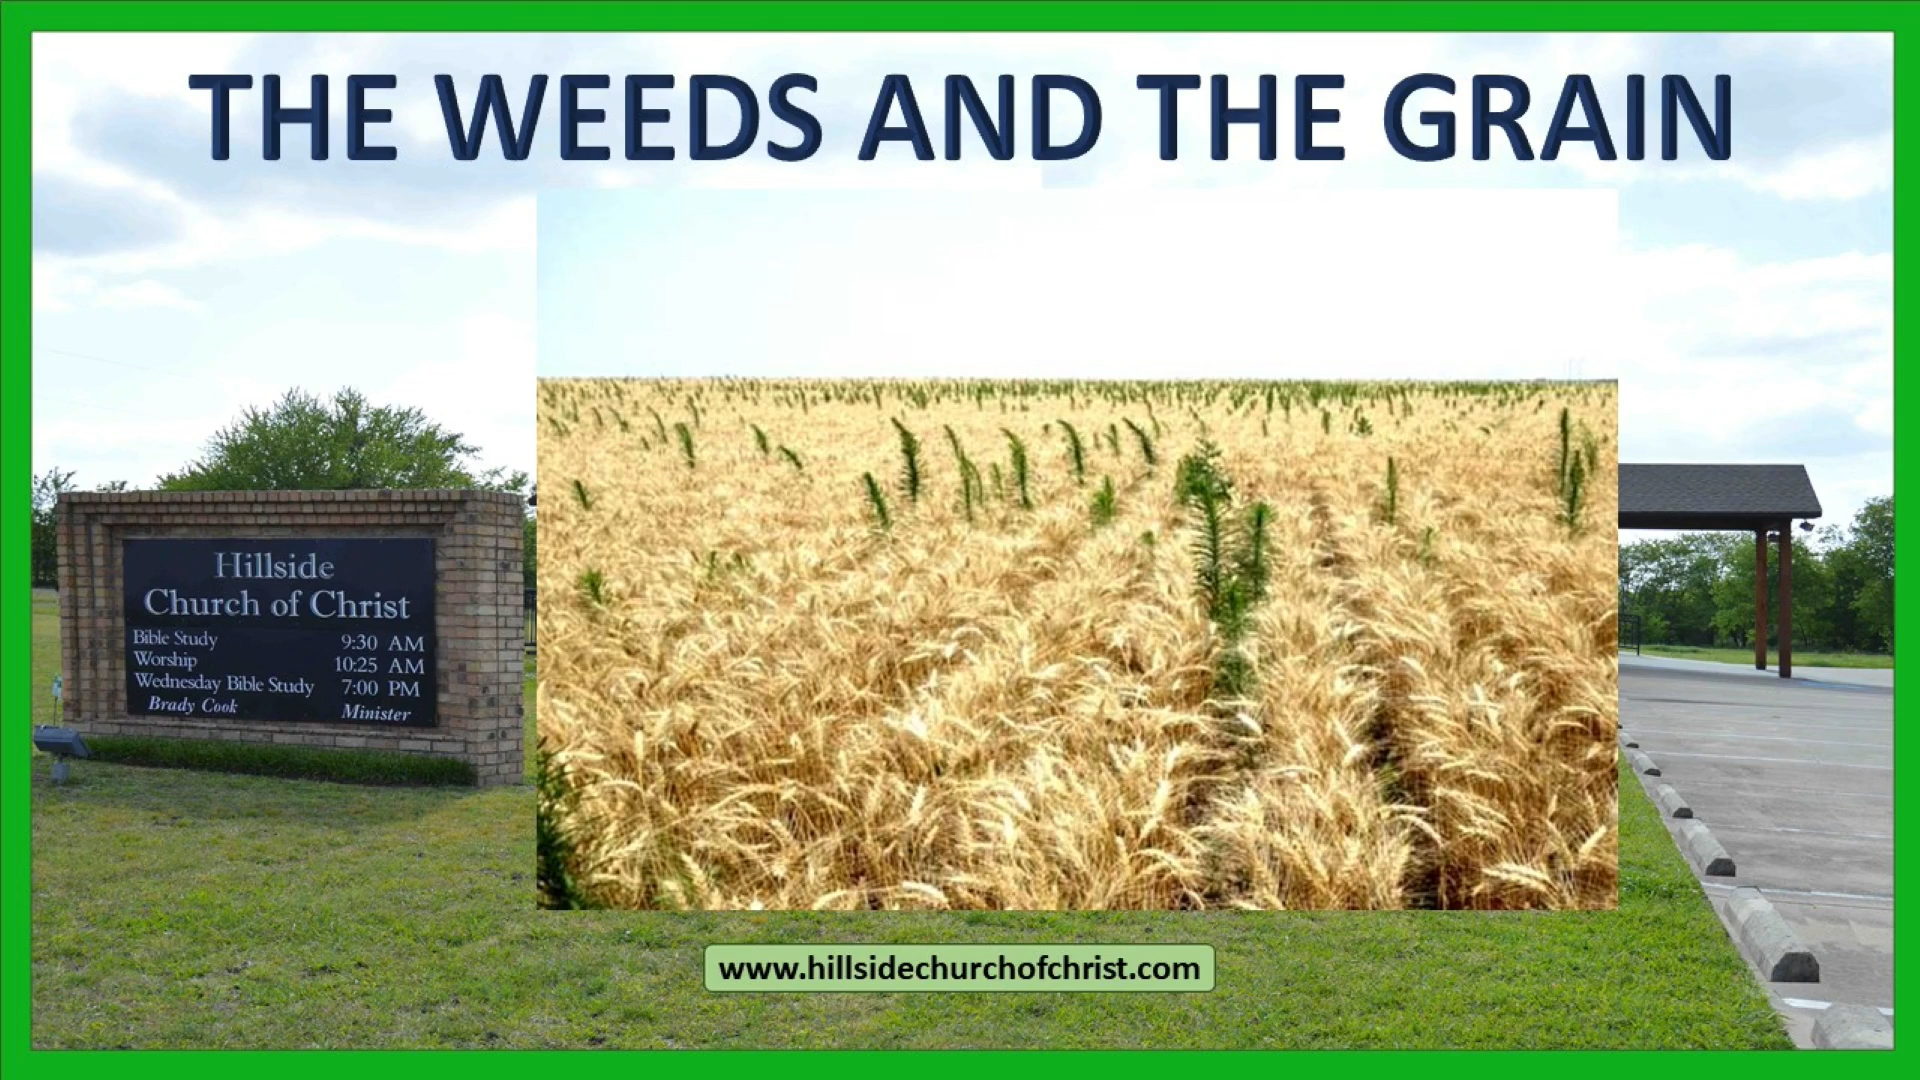 THE WEEDS AND THE GRAIN
Hillside
Church of Christ
Bible Study 9:30 AM
Worship 10:25 AM
Wednesday Bible Study 7:00 PM
Brady Cook Minister
www.hillsidechurchofchrist.com